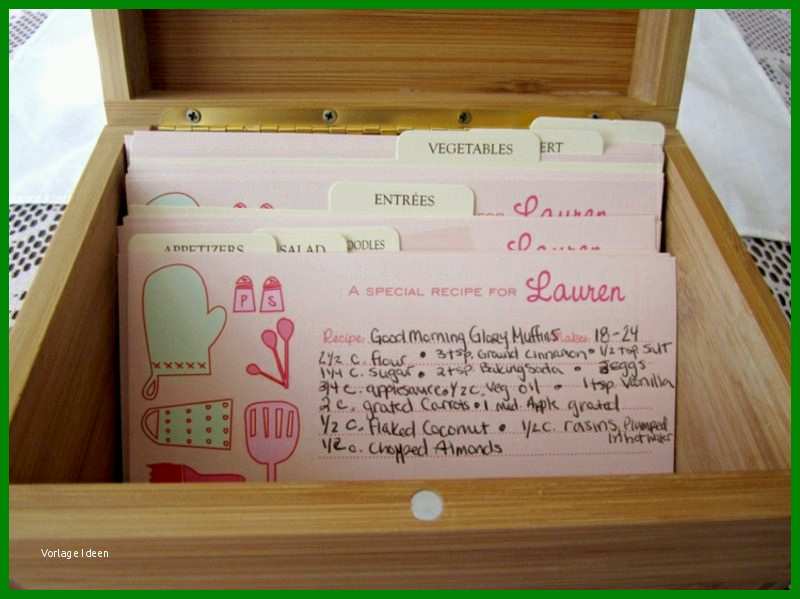 ERT
VEGETABLES
ENTRÉES
FOR Lauren
Lauren
APPETIZERS
SALAD
OODLES
A SPECIAL RECIPE FOR Lauren
P S
Recipe: Good Morning Glory Muffins Makes: 18-24
2 1/2 c. flour • 3 tsp. Ground Cinnamon • 1/2 tsp Salt
1 1/4 c. sugar • 2 tsp. Baking Soda • 3 eggs
3/4 c. applesauce • 1/2 c. veg oil • 1 tsp vanilla
2 c. grated Carrots • 1 med. Apple grated
1/2 c. Flaked Coconut • 1/2 c. rasins, Plumped
in hot water
1/2 c. Chopped Almonds
Vorlage Ideen